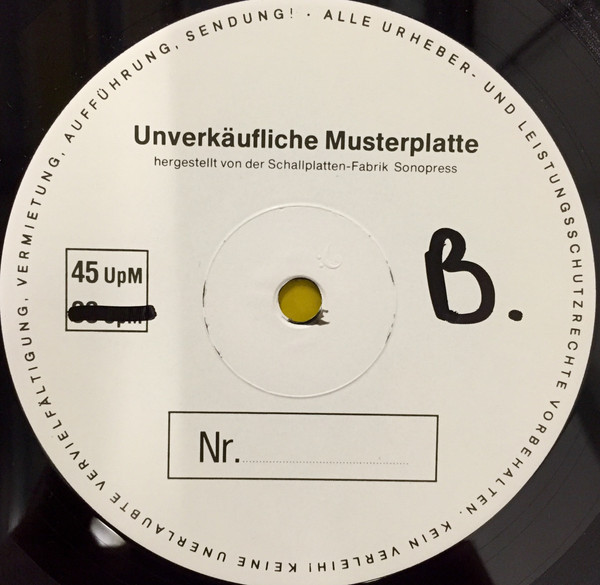 ALLE URHEBER- UND LEISTUNGSSCHUTZRECHTE VORBEHALTEN. KEIN VERLEIH! KEINE UNERLAUBTE VERVIELFÄLTIGUNG, VERMIETUNG, AUFFÜHRUNG, SENDUNG! ·
Unverkäufliche Musterplatte
hergestellt von der Schallplatten-Fabrik Sonopress
45 UpM
B.
Nr.